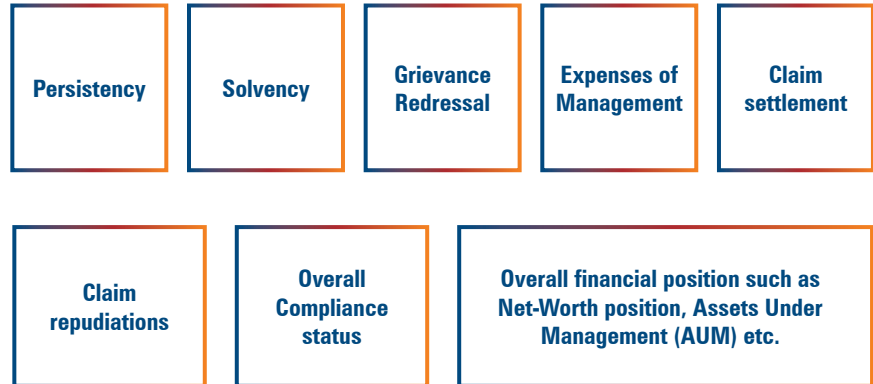 Persistency
Solvency
Grievance
Redressal
Expenses of
Management
Claim
settlement
Claim
repudiations
Overall
Compliance
status
Overall financial position such as
Net-Worth position, Assets Under
Management (AUM) etc.